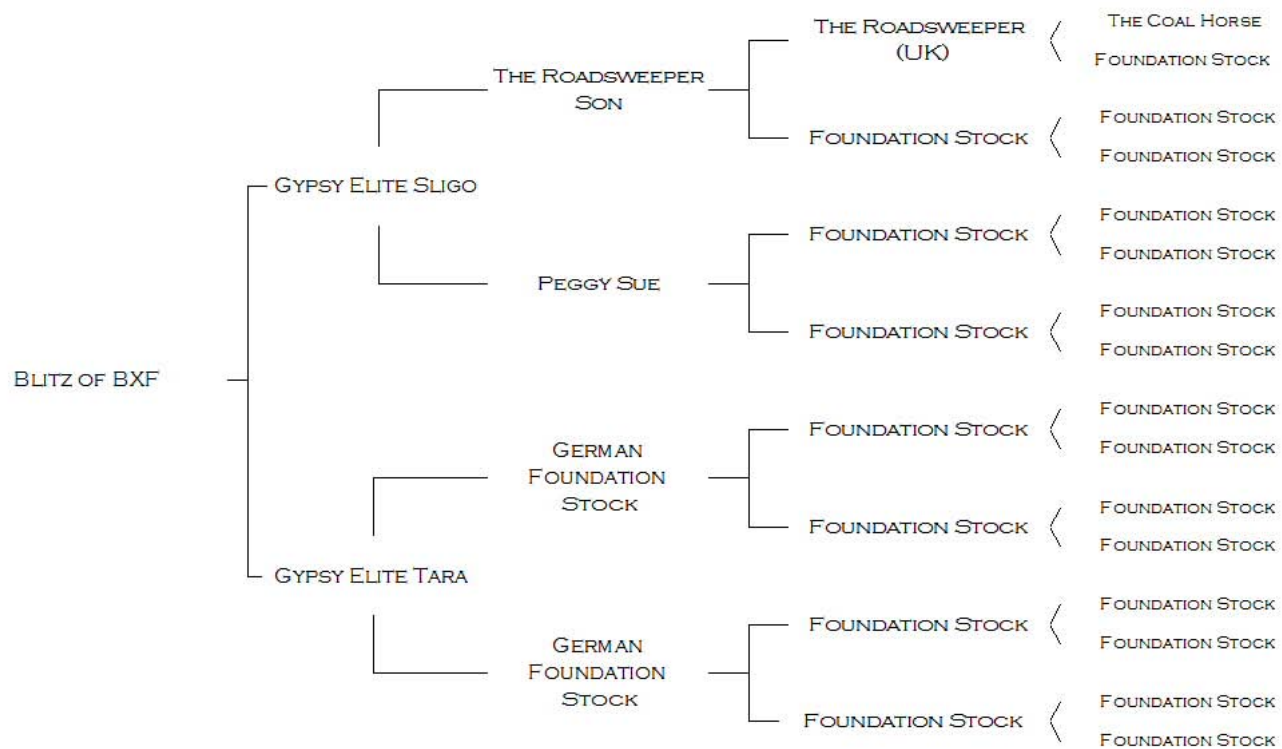 The Coal Horse
The Roadsweeper
(UK)
Foundation Stock
The Roadsweeper
Son
Foundation Stock
Foundation Stock
Foundation Stock
Gypsy Elite Sligo
Foundation Stock
Foundation Stock
Foundation Stock
Peggy Sue
Foundation Stock
Foundation Stock
Foundation Stock
Blitz of BXF
Foundation Stock
Foundation Stock
Foundation Stock
German
Foundation
Stock
Foundation Stock
Foundation Stock
Foundation Stock
Gypsy Elite Tara
Foundation Stock
Foundation Stock
Foundation Stock
German
Foundation
Stock
Foundation Stock
Foundation Stock
Foundation Stock